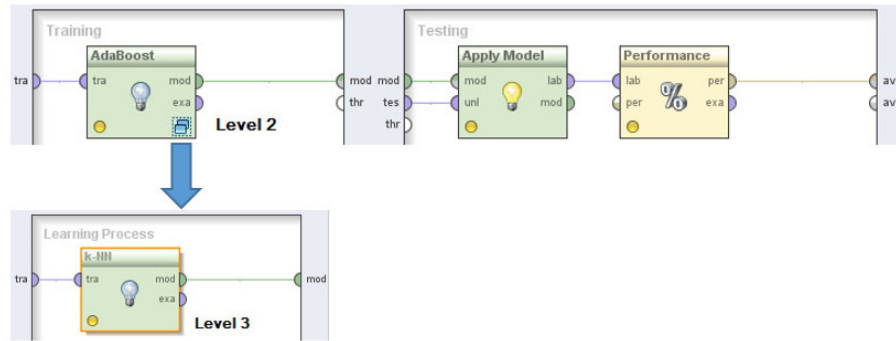 Training
AdaBoost
tra
tra
mod
exa
mod
thr
Level 2
Testing
mod
tes
thr
Apply Model
mod
unl
lab
mod
Performance
lab
per
%
per
exa
av
av
Learning Process
k-NN
tra
tra
mod
exa
mod
Level 3